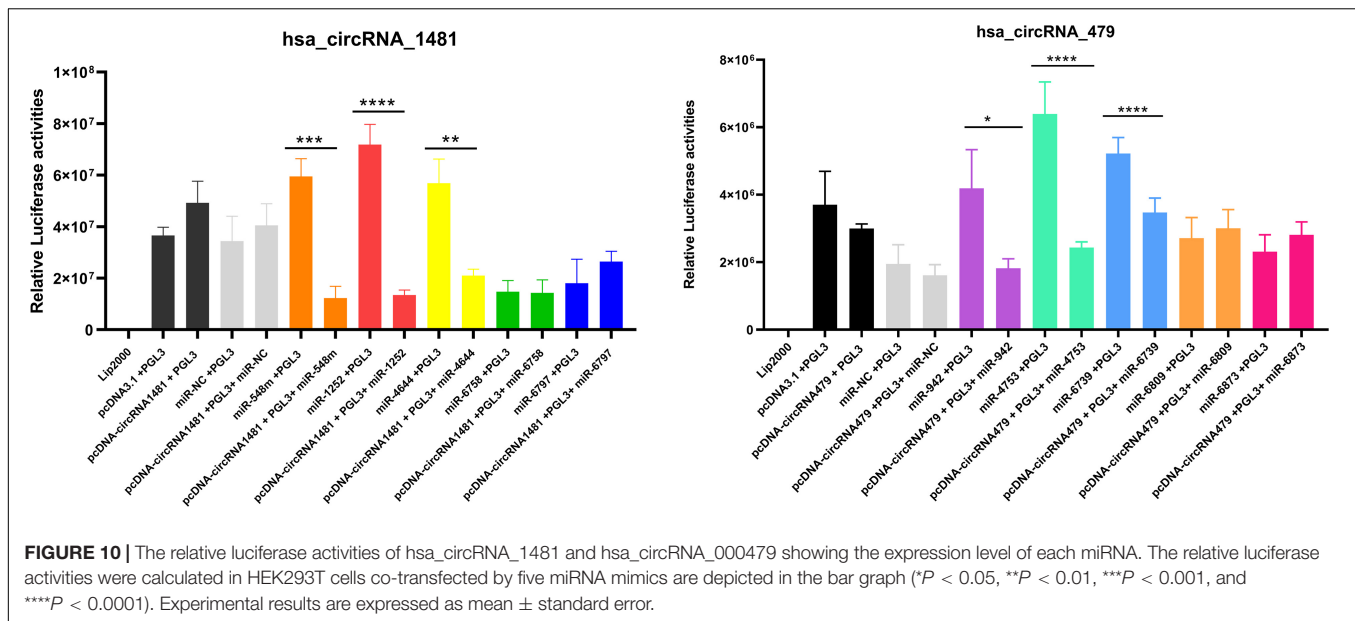 hsa_circRNA_1481
Relative Luciferase activities
1×10⁸
8×10⁷
6×10⁷
4×10⁷
2×10⁷
0
***
****
**
Lip2000
pcDNA3.1 +PGL3
pcDNA-circRNA1481 + PGL3
miR-NC +PGL3
pcDNA-circRNA1481 +PGL3+ miR-NC
miR-548m +PGL3
pcDNA-circRNA1481 + PGL3+ miR-548m
miR-1252 +PGL3
pcDNA-circRNA1481 + PGL3+ miR-1252
miR-4644 +PGL3
pcDNA-circRNA1481 + PGL3+ miR-4644
miR-6758 +PGL3
pcDNA-circRNA1481 +PGL3+ miR-6758
miR-6797 +PGL3
pcDNA-circRNA1481 +PGL3+ miR-6797
hsa_circRNA_479
Relative Luciferase activities
8×10⁶
6×10⁶
4×10⁶
2×10⁶
0
*
****
****
Lip2000
pcDNA3.1 +PGL3
pcDNA-circRNA479 + PGL3
miR-NC +PGL3
pcDNA-circRNA479 +PGL3+ miR-NC
miR-942 +PGL3
pcDNA-circRNA479 + PGL3+ miR-942
miR-4753 +PGL3
pcDNA-circRNA479 + PGL3+ miR-4753
miR-6739 +PGL3
pcDNA-circRNA479 + PGL3+ miR-6739
miR-6809 +PGL3
pcDNA-circRNA479 +PGL3+ miR-6809
miR-6873 +PGL3
pcDNA-circRNA479 +PGL3+ miR-6873
FIGURE 10 | The relative luciferase activities of hsa_circRNA_1481 and hsa_circRNA_000479 showing the expression level of each miRNA. The relative luciferase
activities were calculated in HEK293T cells co-transfected by five miRNA mimics are depicted in the bar graph (*P < 0.05, **P < 0.01, ***P < 0.001, and
****P < 0.0001). Experimental results are expressed as mean ± standard error.